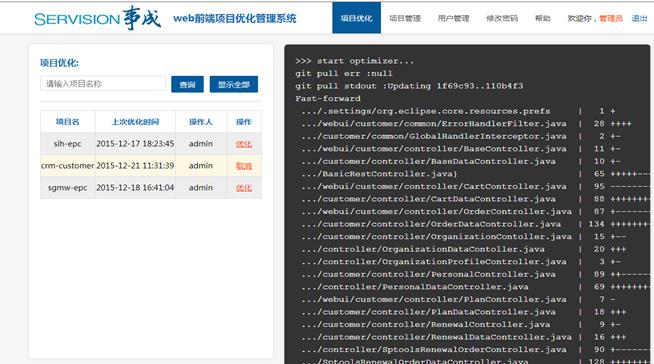 SERVISION 事成 web前端项目优化管理系统 项目优化 项目管理 用户管理 修改密码 帮助 欢迎你，管理员 退出
项目优化:
请输入项目名称 查询 显示全部
项目名 上次优化时间 操作人 操作
sih-epc 2015-12-17 18:23:45 admin 优化
crm-customer 2015-12-21 11:31:39 admin 取消
sgmw-epc 2015-12-18 16:41:04 admin 优化
>>> start optimizer...
git pull err :null
git pull stdout :Updating 1f69c93..110b4f3
Fast-forward
.../.settings/org.eclipse.core.resources.prefs | 1 +
.../webui/customer/common/ErrorHandlerFilter.java | 28 ++++
.../customer/common/GlobalHandlerInterceptor.java | 2 +-
.../webui/customer/controller/BaseController.java | 11 +-
.../customer/controller/BaseDataController.java | 10 +-
.../BasicRestController.java} | 65 +++++---
.../webui/customer/controller/CartController.java | 95 --------
.../customer/controller/CartDataController.java | 88 ++++++++
.../webui/customer/controller/OrderController.java | 87 +-------
.../customer/controller/OrderDataController.java | 134 ++++++++
.../customer/controller/OrganizationController.java | 15 +--
.../controller/OrganizationDataContoller.java | 20 +++
.../controller/OrganizationProfileController.java | 3 +-
.../customer/controller/PersonalController.java | 89 ++------
.../controller/PersonalDataController.java | 69 ++++++++
.../webui/customer/controller/PlanController.java | 7 -
.../customer/controller/PlanDataController.java | 18 +++
.../customer/controller/RenewalController.java | 9 +-
.../customer/controller/RenewalDataController.java | 16 +++
.../controller/SptoolsRenewalOrderController.java | 90 +-------
.../SptoolsRenewalOrderDataController.java | 128 ++++++++